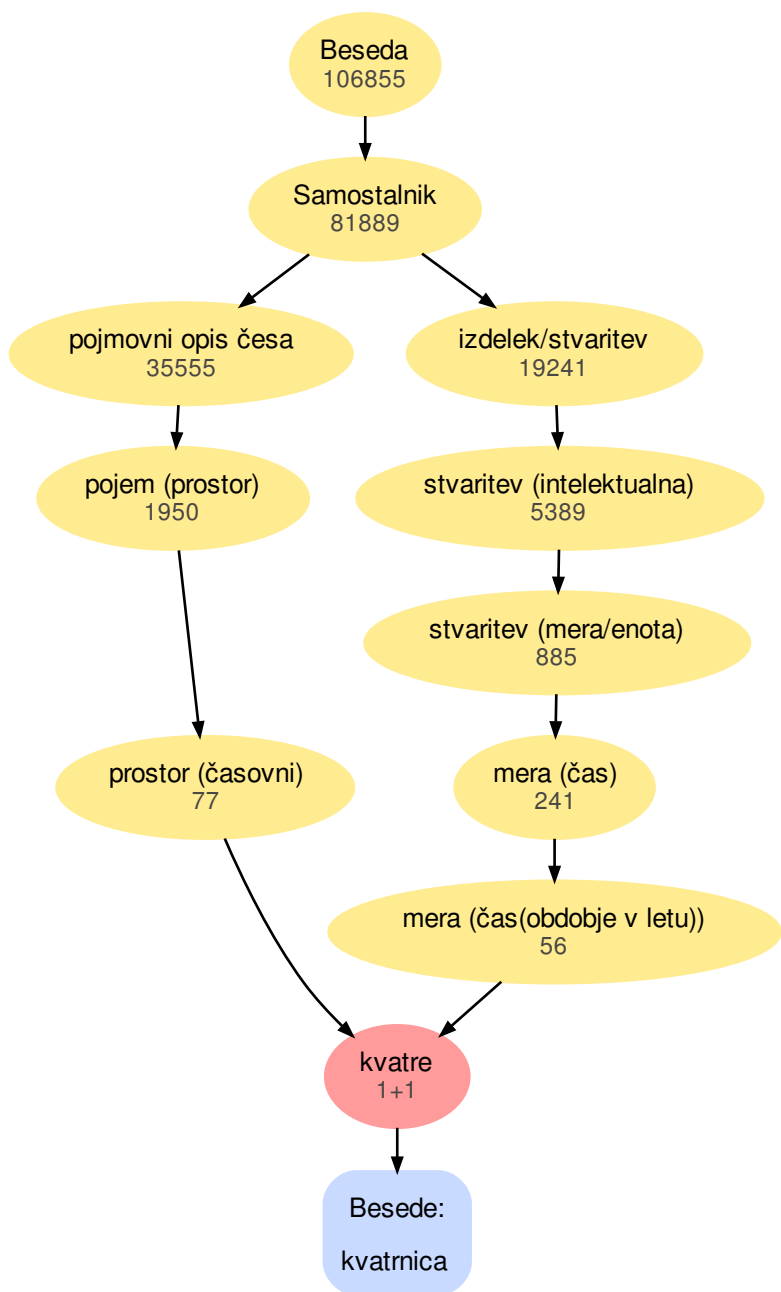 Beseda
106855
Samostalnik
81889
pojmovni opis česa
35555
izdelek/stvaritev
19241
pojem (prostor)
1950
stvaritev (intelektualna)
5389
stvaritev (mera/enota)
885
prostor (časovni)
77
mera (čas)
241
mera (čas(obdobje v letu))
56
kvatre
1+1
Besede:
kvatrnica